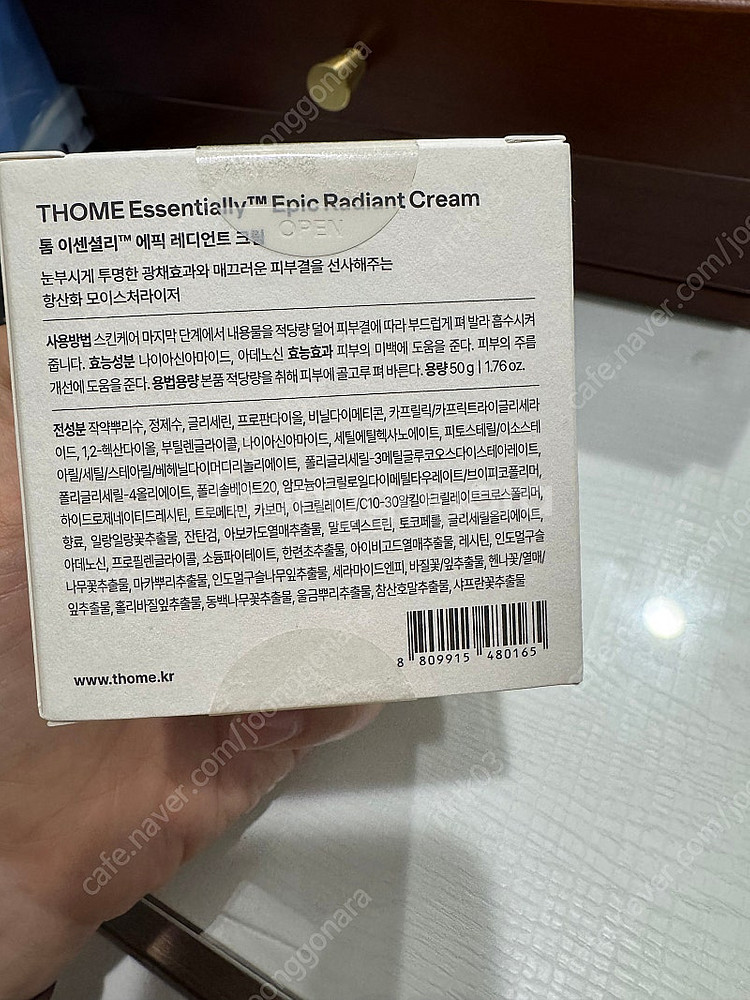 THOME Essentially™ Epic Radiant Cream
OPEN
톰 이센셜리™ 에픽 레디언트 크림
눈부시게 투명한 광채효과와 매끄러운 피부결을 선사해주는
항산화 모이스처라이저
사용방법 스킨케어 마지막 단계에서 내용물을 적당량 덜어 피부결에 따라 부드럽게 펴 발라 흡수시켜
줍니다. 효능성분 나이아신아마이드, 아데노신 효능효과 피부의 미백에 도움을 준다. 피부의 주름
개선에 도움을 준다. 용법용량 본품 적당량을 취해 피부에 골고루 펴 바른다. 용량 50 g | 1.76 oz.
전성분 작약뿌리수, 정제수, 글리세린, 프로판다이올, 비닐다이메티콘, 카프릴릭/카프릭트라이글리세라
이드, 1,2-헥산다이올, 부틸렌글라이콜, 나이아신아마이드, 세틸에틸헥사노에이트, 피토스테릴/이소스테
아릴/세틸/스테아릴/베헤닐다이머디리놀리에이트, 폴리글리세릴-3메틸글루코오스다이스테아레이트,
폴리글리세릴-4올리에이트, 폴리솔베이트20, 암모늄아크릴로일다이메틸타우레이트/브이피코폴리머,
하이드로제네이티드레시틴, 트로메타민, 카보머, 아크릴레이트/C10-30알킬아크릴레이트크로스폴리머,
향료, 일랑일랑꽃추출물, 잔탄검, 아보카도열매추출물, 말토덱스트린, 토코페롤, 글리세릴올리에이트,
아데노신, 프로필렌글라이콜, 소듐파이테이트, 한련초추출물, 아이비고드열매추출물, 레시틴, 인도멀구슬
나무꽃추출물, 마카뿌리추출물, 인도멀구슬나무잎추출물, 세라마이드엔피, 바질꽃/잎추출물, 헨나꽃/열매/
잎추출물, 홀리바질잎추출물, 동백나무꽃추출물, 울금뿌리추출물, 참산호말추출물, 샤프란꽃추출물
8 809915 480165
www.thome.kr
cafe.naver.com/joonggonara